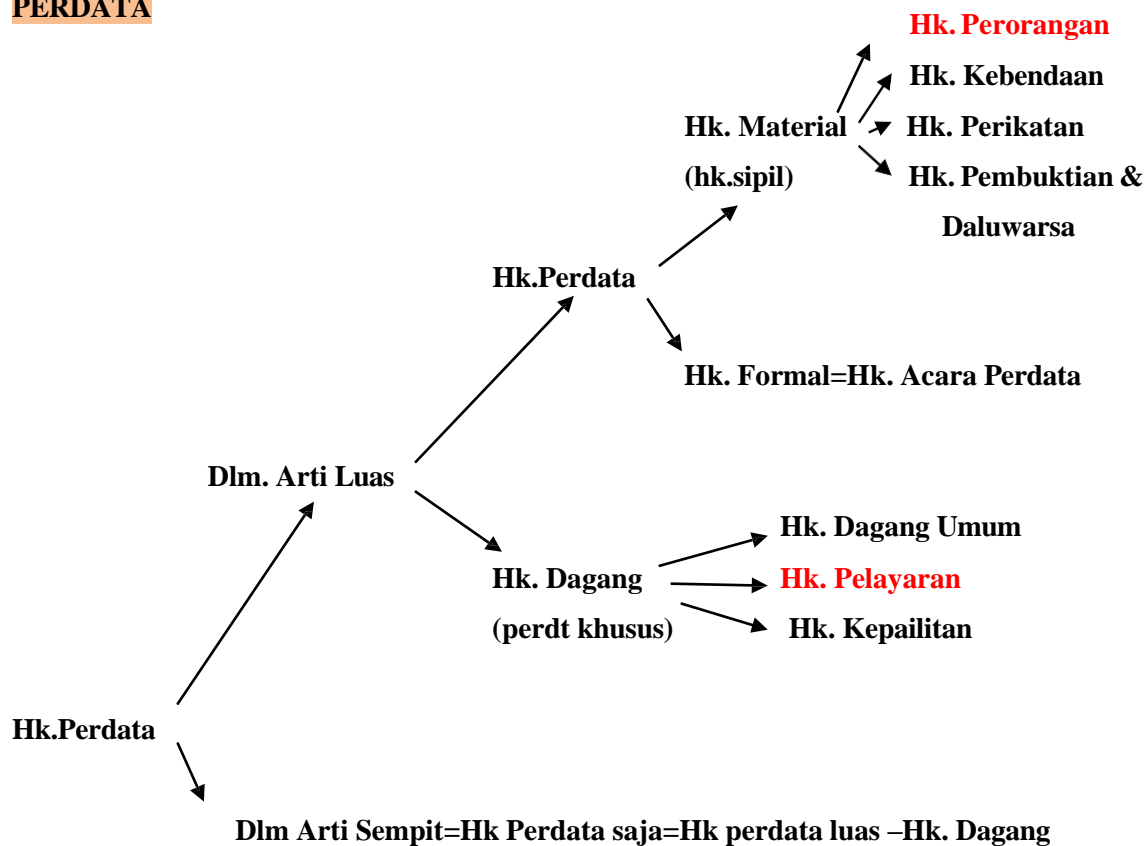 PERDATA
Hk. Perorangan
Hk. Kebendaan
Hk. Material
Hk. Perikatan
(hk.sipil)
Hk. Pembuktian &
Daluwarsa
Hk.Perdata
Hk. Formal=Hk. Acara Perdata
Dlm. Arti Luas
Hk. Dagang Umum
Hk. Dagang
Hk. Pelayaran
(perdt khusus)
Hk. Kepailitan
Hk.Perdata
Dlm Arti Sempit=Hk Perdata saja=Hk perdata luas –Hk. Dagang